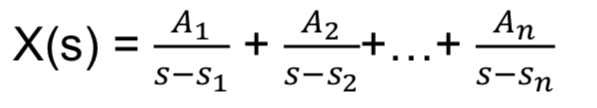 X(s) = A₁/(s−s₁) + A₂/(s−s₂) +...+ Aₙ/(s−sₙ)